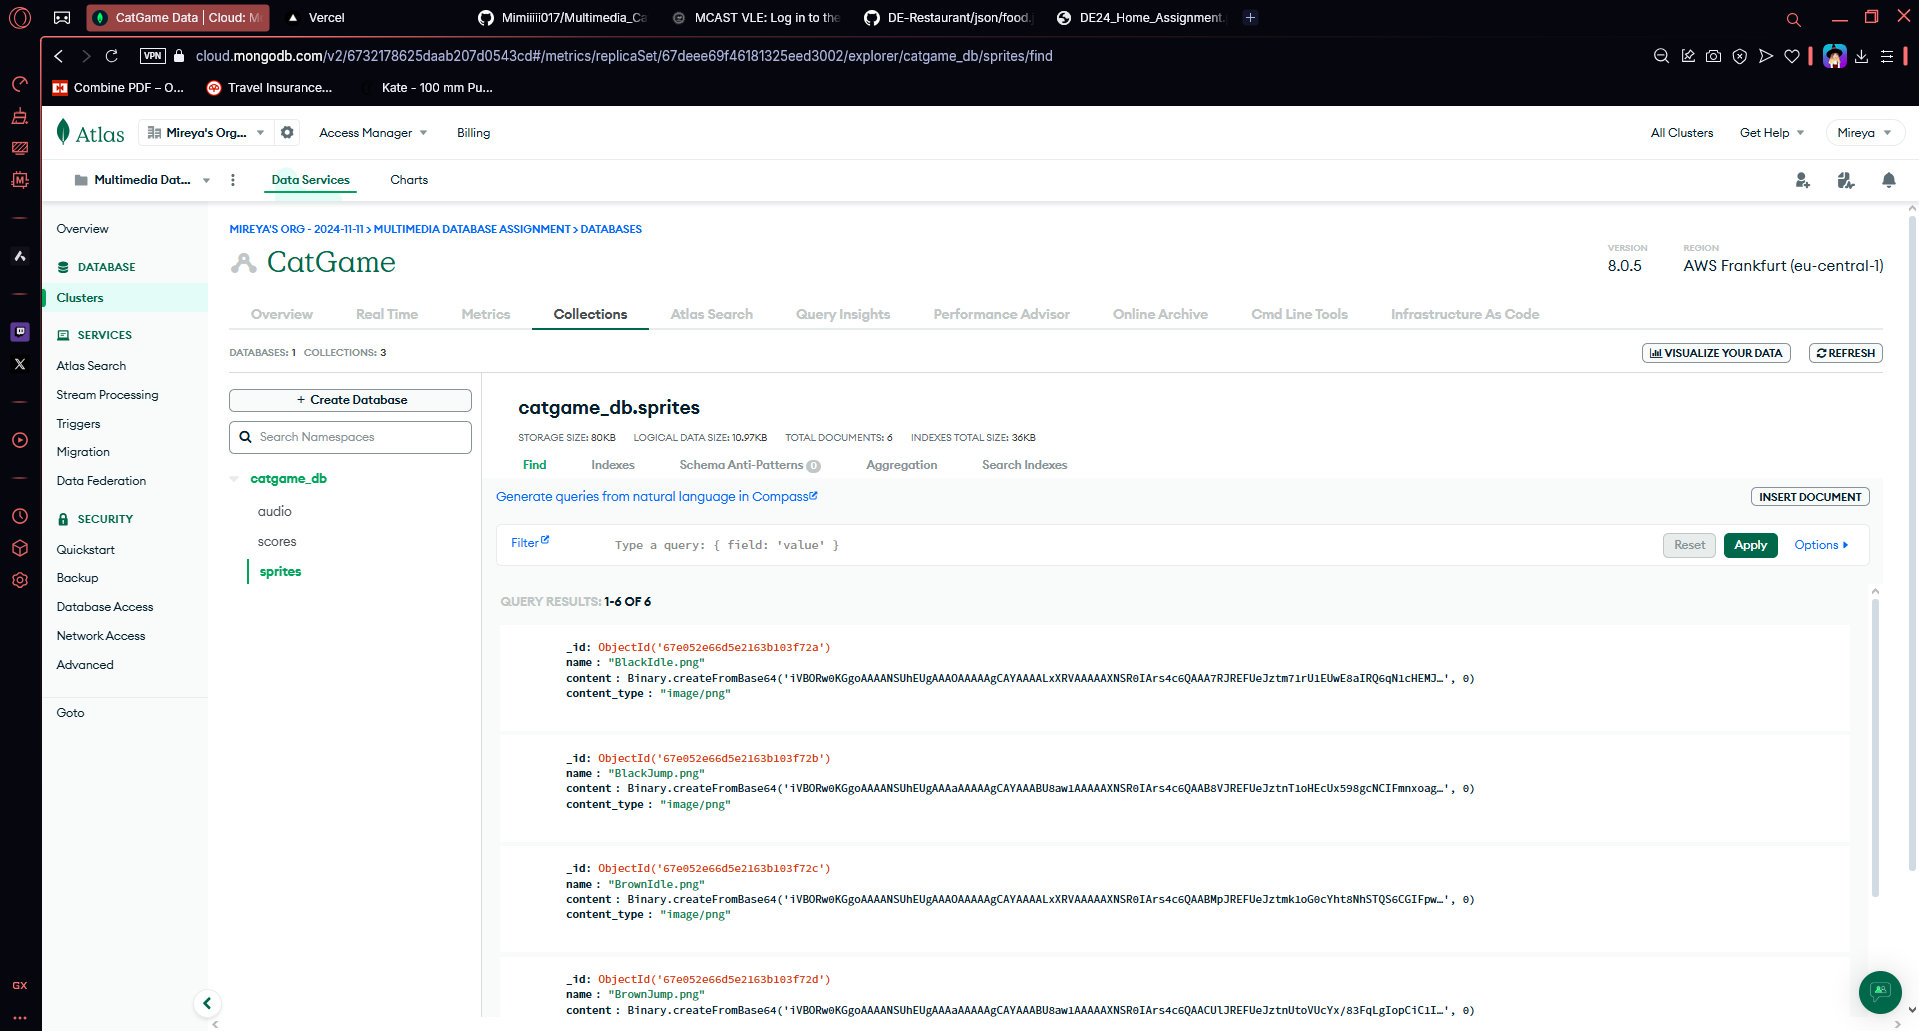 CatGame Data | Cloud: Mo
Vercel
Mimiiiii017/Multimedia_Ca
MCAST VLE: Log in to the
DE-Restaurant/json/food.j
DE24_Home_Assignment.
VPN
cloud.mongodb.com/v2/6732178625daab207d0543cd#/metrics/replicaSet/67deee69f46181325eed3002/explorer/catgame_db/sprites/find
Combine PDF – O...
Travel Insurance...
Kate - 100 mm Pu...
Atlas
Mireya's Org...
Access Manager
Billing
All Clusters
Get Help
Mireya
Multimedia Dat...
Data Services
Charts
Overview
DATABASE
Clusters
SERVICES
Atlas Search
Stream Processing
Triggers
Migration
Data Federation
SECURITY
Quickstart
Backup
Database Access
Network Access
Advanced
Goto
GX
MIREYA'S ORG - 2024-11-11 > MULTIMEDIA DATABASE ASSIGNMENT > DATABASES
CatGame
VERSION
8.0.5
REGION
AWS Frankfurt (eu-central-1)
Overview
Real Time
Metrics
Collections
Atlas Search
Query Insights
Performance Advisor
Online Archive
Cmd Line Tools
Infrastructure As Code
DATABASES: 1 COLLECTIONS: 3
VISUALIZE YOUR DATA
REFRESH
+ Create Database
Search Namespaces
catgame_db
audio
scores
sprites
catgame_db.sprites
STORAGE SIZE: 80KB LOGICAL DATA SIZE: 10.97KB TOTAL DOCUMENTS: 6 INDEXES TOTAL SIZE: 36KB
Find
Indexes
Schema Anti-Patterns 0
Aggregation
Search Indexes
Generate queries from natural language in Compass
INSERT DOCUMENT
Filter
Type a query: { field: 'value' }
Reset
Apply
Options
QUERY RESULTS: 1-6 OF 6
_id: ObjectId('67e052e66d5e2163b103f72a')
name : "BlackIdle.png"
content : Binary.createFromBase64('iVBORw0KGgoAAAANSUhEUgAAAOAAAAAgCAYAAAALxXRVAAAAAXNSR0IArs4c6QAAA7RJREFUeJztm71rU1EUwE8aIRQ6qN1cHEMJ…', 0)
content_type : "image/png"
_id: ObjectId('67e052e66d5e2163b103f72b')
name : "BlackJump.png"
content : Binary.createFromBase64('iVBORw0KGgoAAAANSUhEUgAAAaAAAAAgCAYAAABU8aw1AAAAAXNSR0IArs4c6QAAB8VJREFUeJztnT1oHEcUx598gcNCIFmnxoag…', 0)
content_type : "image/png"
_id: ObjectId('67e052e66d5e2163b103f72c')
name : "BrownIdle.png"
content : Binary.createFromBase64('iVBORw0KGgoAAAANSUhEUgAAAOAAAAAgCAYAAAALxXRVAAAAAXNSR0IArs4c6QAABMpJREFUeJztmk1oG0cYht8NhSTQS6CGIFpw…', 0)
content_type : "image/png"
_id: ObjectId('67e052e66d5e2163b103f72d')
name : "BrownJump.png"
content : Binary.createFromBase64('iVBORw0KGgoAAAANSUhEUgAAAaAAAAAgCAYAAABU8aw1AAAAAXNSR0IArs4c6QAACUlJREFUeJztnUtoVUcYx/83FqLgIopCiC1I…', 0)